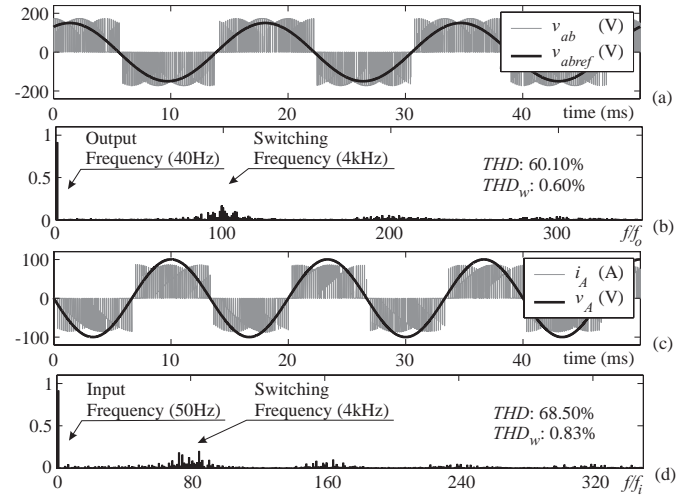 200
0
-200
v_ab (V)
v_abref (V)
0 10 20 30 40 time (ms)
(a)
1
0.5
0
Output Frequency (40Hz)
Switching Frequency (4kHz)
THD: 60.10%
THD_w: 0.60%
0 100 200 300 f/f_o
(b)
100
0
-100
i_A (A)
v_A (V)
0 10 20 30 40 time (ms)
(c)
1
0.5
0
Input Frequency (50Hz)
Switching Frequency (4kHz)
THD: 68.50%
THD_w: 0.83%
0 80 160 240 320 f/f_i
(d)